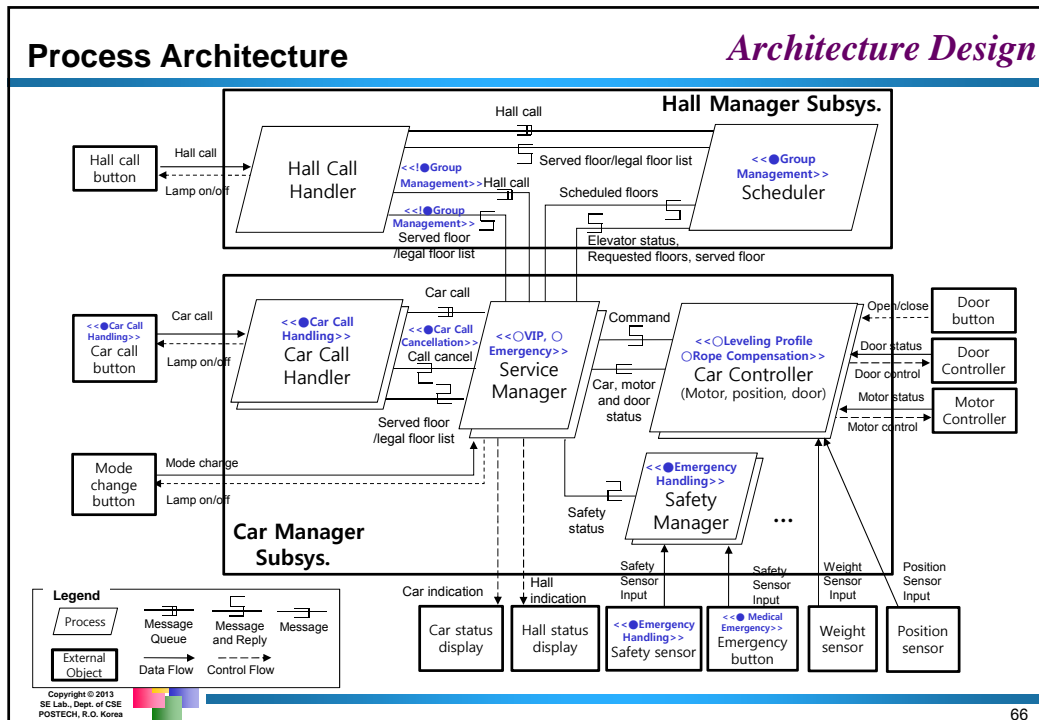 Process Architecture
Architecture Design
Hall Manager Subsys.
Hall call
Hall call
button
Hall call
Lamp on/off
Hall Call
Handler
<<!●Group
Management>>
Hall call
<<!●Group
Management>>
Served floor
/legal floor list
Served floor/legal floor list
Scheduled floors
Elevator status,
Requested floors, served floor
<<●Group
Management>>
Scheduler
<<●Car Call
Handling>>
Car call
button
Car call
Lamp on/off
<<●Car Call
Handling>>
Car Call
Handler
Car call
<<●Car Call
Cancellation>>
Call cancel
Served floor
/legal floor list
<<○VIP, ○
Emergency>>
Service
Manager
Command
Car, motor
and door
status
<<○Leveling Profile
○Rope Compensation>>
Car Controller
(Motor, position, door)
Open/close
Door
button
Door status
Door control
Door
Controller
Motor status
Motor control
Motor
Controller
Mode
change
button
Mode change
Lamp on/off
Safety
status
<<●Emergency
Handling>>
Safety
Manager
...
Car Manager
Subsys.
Car indication
Hall
indication
Safety
Sensor
Input
Safety
Sensor
Input
Weight
Sensor
Input
Position
Sensor
Input
Car status
display
Hall status
display
<<●Emergency
Handling>>
Safety sensor
<<● Medical
Emergency>>
Emergency
button
Weight
sensor
Position
sensor
Legend
Process
Message
Queue
Message
and Reply
Message
External
Object
Data Flow
Control Flow
Copyright © 2013
SE Lab., Dept. of CSE
POSTECH, R.O. Korea
66